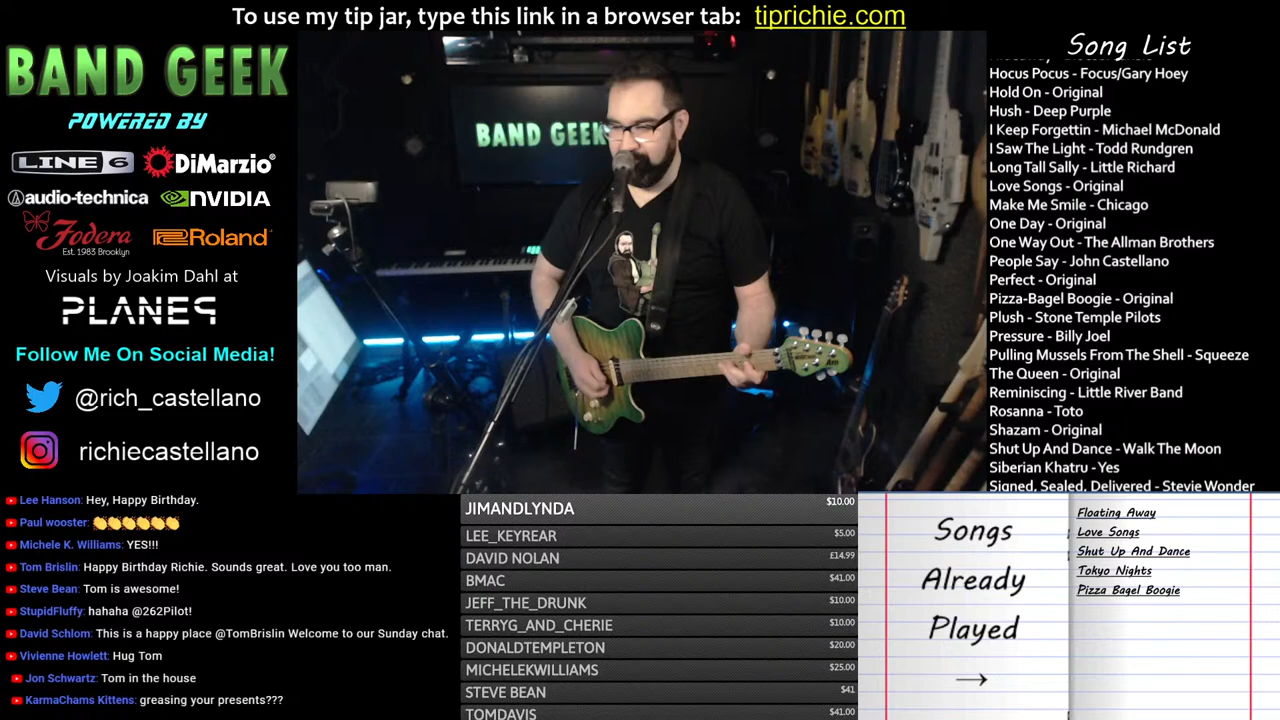 To use my tip jar, type this link in a browser tab: tiprichie.com
BAND GEEK
POWERED BY
LINE 6
DiMarzio
audio-technica
NVIDIA
Fodera
Est. 1983 Brooklyn
Roland
Visuals by Joakim Dahl at
PLANE9
Follow Me On Social Media!
@rich_castellano
richiecastellano
BAND GEEK
Song List
Hocus Pocus - Focus/Gary Hoey
Hold On - Original
Hush - Deep Purple
I Keep Forgettin - Michael McDonald
I Saw The Light - Todd Rundgren
Long Tall Sally - Little Richard
Love Songs - Original
Make Me Smile - Chicago
One Day - Original
One Way Out - The Allman Brothers
People Say - John Castellano
Perfect - Original
Pizza-Bagel Boogie - Original
Plush - Stone Temple Pilots
Pressure - Billy Joel
Pulling Mussels From The Shell - Squeeze
The Queen - Original
Reminiscing - Little River Band
Rosanna - Toto
Shazam - Original
Shut Up And Dance - Walk The Moon
Siberian Khatru - Yes
Signed, Sealed, Delivered - Stevie Wonder
Lee Hanson: Hey, Happy Birthday.
Paul wooster:
Michele K. Williams: YES!!!
Tom Brislin: Happy Birthday Richie. Sounds great. Love you too man.
Steve Bean: Tom is awesome!
StupidFluffy: hahaha @262Pilot!
David Schlom: This is a happy place @TomBrislin Welcome to our Sunday chat.
Vivienne Howlett: Hug Tom
Jon Schwartz: Tom in the house
KarmaChams Kittens: greasing your presents???
JIMANDLYNDA $10.00
LEE_KEYREAR $5.00
DAVID NOLAN £14.99
BMAC $41.00
JEFF_THE_DRUNK $10.00
TERRYG_AND_CHERIE $10.00
DONALDTEMPLETON $20.00
MICHELEKWILLIAMS $25.00
STEVE BEAN $41
TOMDAVIS $41.00
Songs
Already
Played
→
Floating Away
Love Songs
Shut Up And Dance
Tokyo Nights
Pizza Bagel Boogie